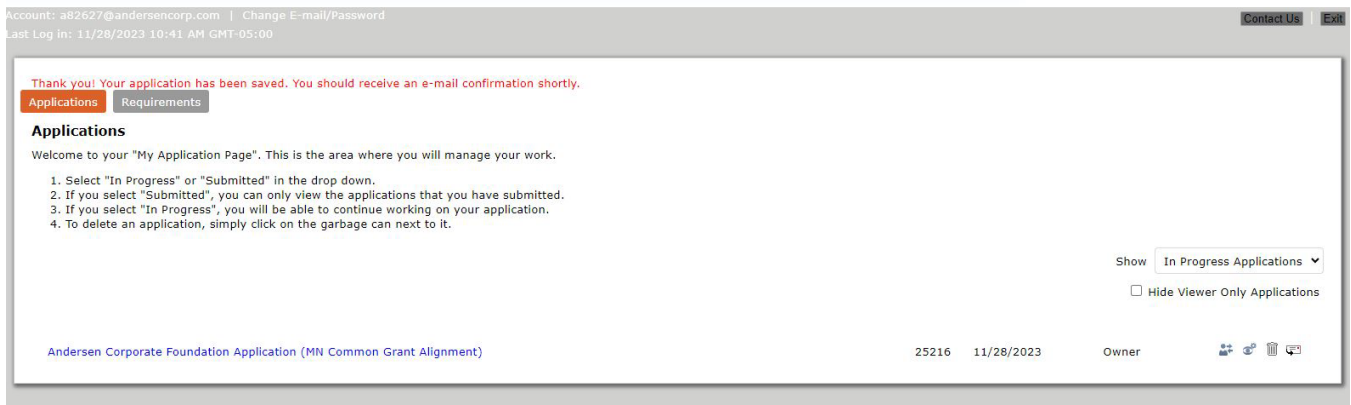 Account: a82627@andersencorp.com | Change E-mail/Password
Contact Us Exit
Last Log in: 11/28/2023 10:41 AM GMT-05:00
Thank you! Your application has been saved. You should receive an e-mail confirmation shortly.
Applications Requirements
Applications
Welcome to your "My Application Page". This is the area where you will manage your work.
1. Select "In Progress" or "Submitted" in the drop down.
2. If you select "Submitted", you can only view the applications that you have submitted.
3. If you select "In Progress", you will be able to continue working on your application.
4. To delete an application, simply click on the garbage can next to it.
Show In Progress Applications
Hide Viewer Only Applications
Andersen Corporate Foundation Application (MN Common Grant Alignment) 25216 11/28/2023 Owner